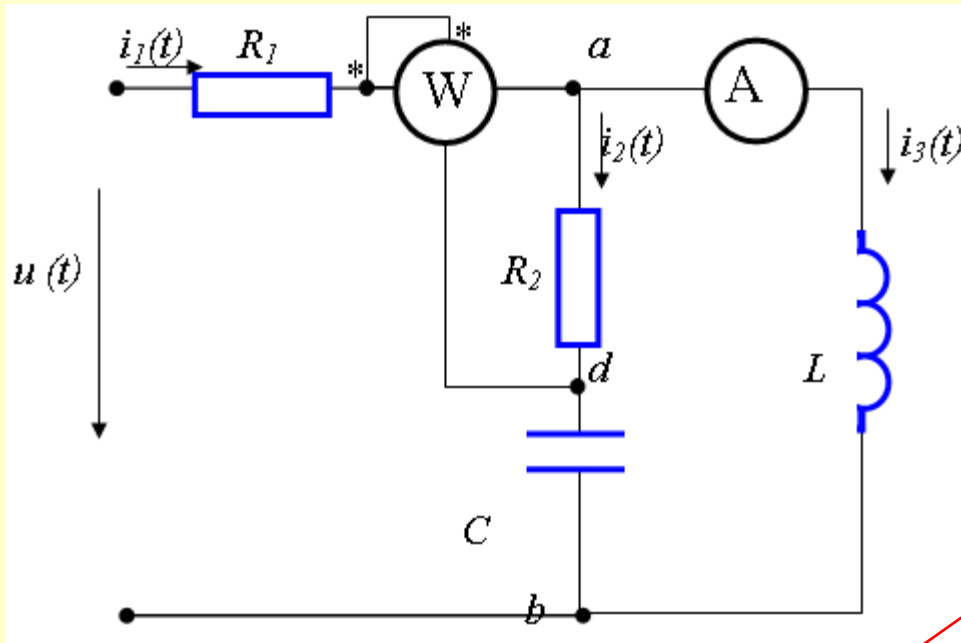 i₁(t) R₁ * * a
W A
i₂(t) i₃(t)
u (t) R₂
d L
C
b